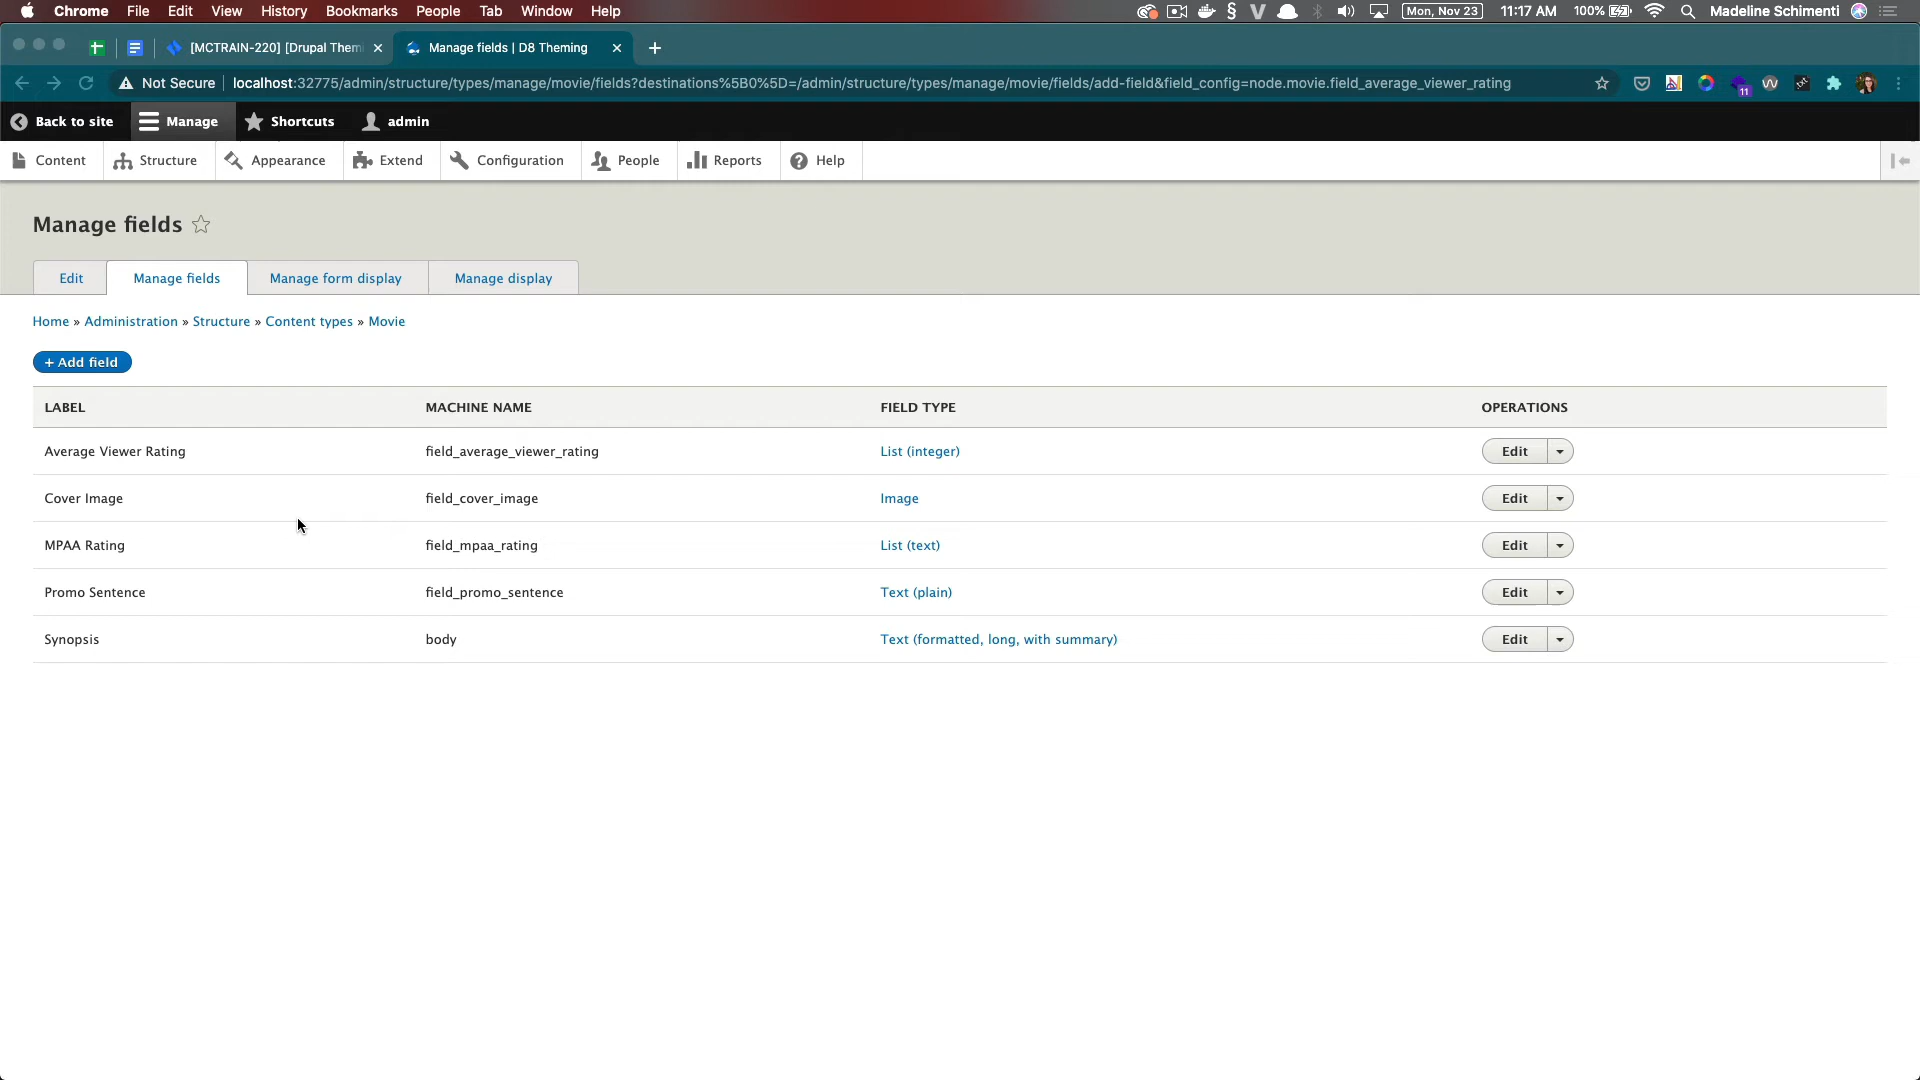 Chrome File Edit View History Bookmarks People Tab Window Help Mon, Nov 23 11:17 AM 100% Madeline Schimenti
[MCTRAIN-220] [Drupal Them Manage fields | D8 Theming
Not Secure localhost:32775/admin/structure/types/manage/movie/fields?destinations%5B0%5D=/admin/structure/types/manage/movie/fields/add-field&field_config=node.movie.field_average_viewer_rating 11
Back to site Manage Shortcuts admin
Content Structure Appearance Extend Configuration People Reports Help
Manage fields
Edit Manage fields Manage form display Manage display
Home » Administration » Structure » Content types » Movie
+ Add field
LABEL MACHINE NAME FIELD TYPE OPERATIONS
Average Viewer Rating field_average_viewer_rating List (integer) Edit
Cover Image field_cover_image Image Edit
MPAA Rating field_mpaa_rating List (text) Edit
Promo Sentence field_promo_sentence Text (plain) Edit
Synopsis body Text (formatted, long, with summary) Edit